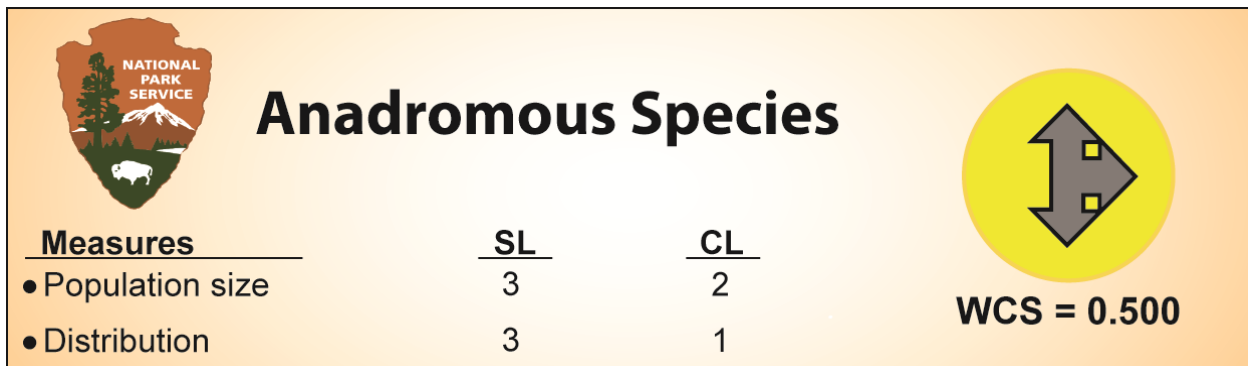 NATIONAL
PARK
SERVICE
Anadromous Species
Measures SL CL
● Population size 3 2
● Distribution 3 1
WCS = 0.500